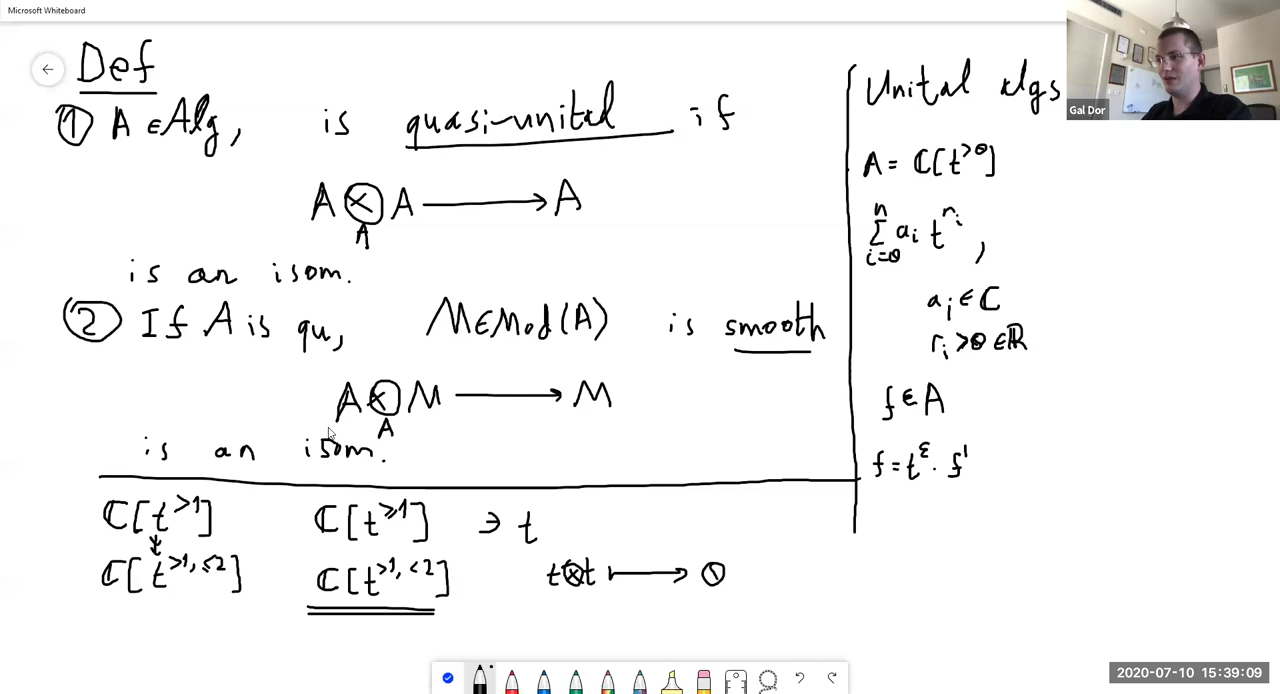 Microsoft Whiteboard
Def
① A ∈ Alg, is quasi-unital if
A ⊗_A A ⟶ A
is an isom.
② If A is qu, M ∈ Mod(A) is smooth
A ⊗_A M ⟶ M
is an isom.
ℂ[t^{>1}] ℂ[t^{≥1}] ∋ t
↓
ℂ[t^{>1, ≤2}] ℂ[t^{>1, <2}] t⊗t ⟼ 0
Unital algs
A = ℂ[t^{>0}]
∑_{i=0}^{n} a_i t^{r_i},
a_i ∈ ℂ
r_i > 0 ∈ ℝ
f ∈ A
f = t^ε · f'
Gal Dor
2020-07-10 15:39:09